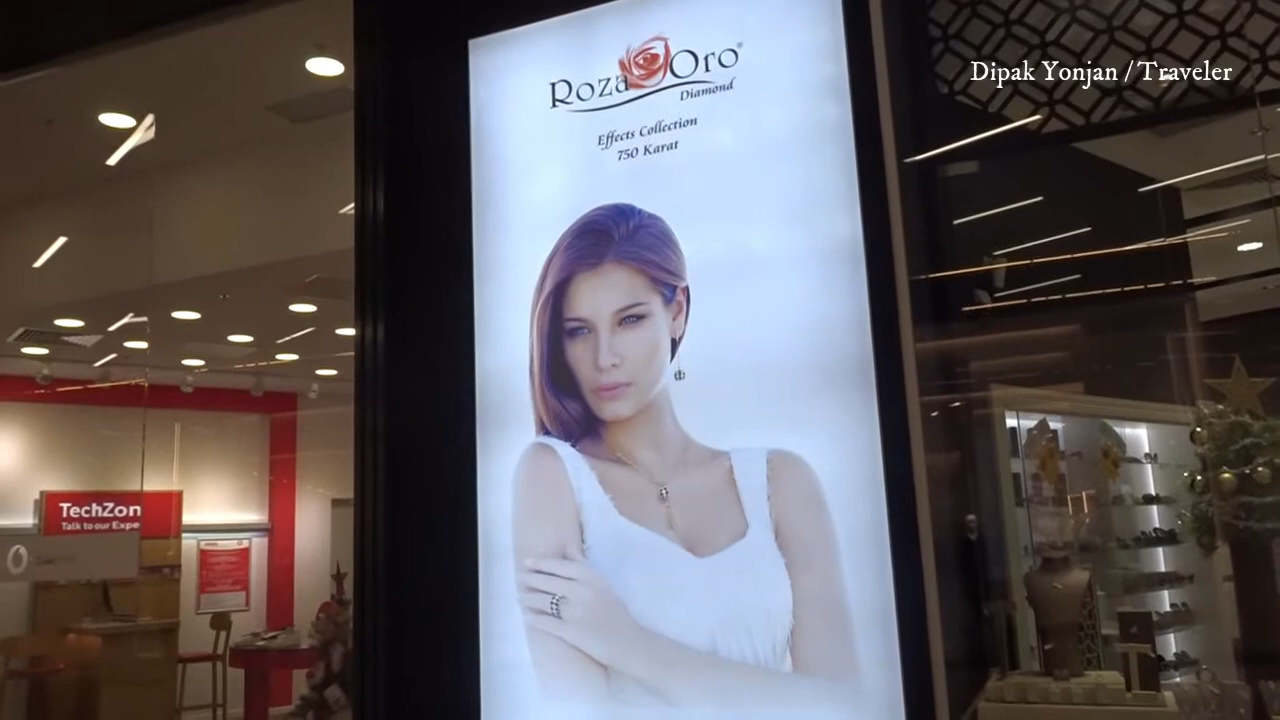 Dipak Yonjan / Traveler
Roza Oro®
Diamond
Effects Collection
750 Karat
TechZon
Talk to our Expe